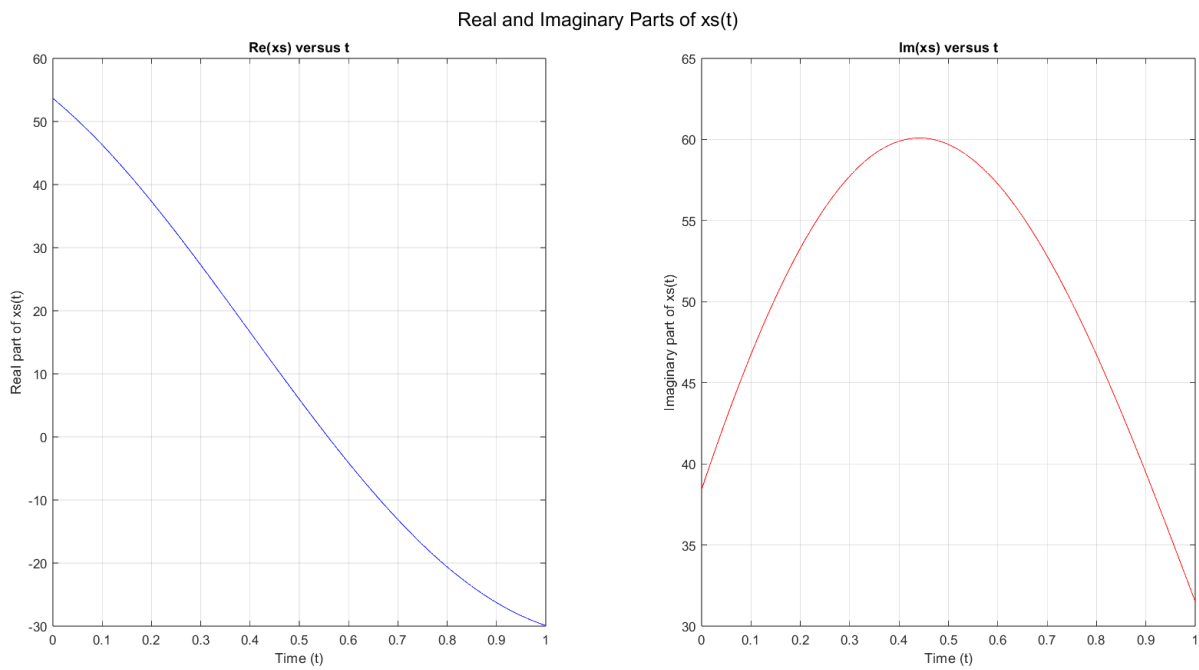 Real and Imaginary Parts of xs(t)
Re(xs) versus t
60
50
40
30
20
10
0
-10
-20
-30
Real part of xs(t)
0 0.1 0.2 0.3 0.4 0.5 0.6 0.7 0.8 0.9 1
Time (t)
Im(xs) versus t
65
60
55
50
45
40
35
30
Imaginary part of xs(t)
0 0.1 0.2 0.3 0.4 0.5 0.6 0.7 0.8 0.9 1
Time (t)